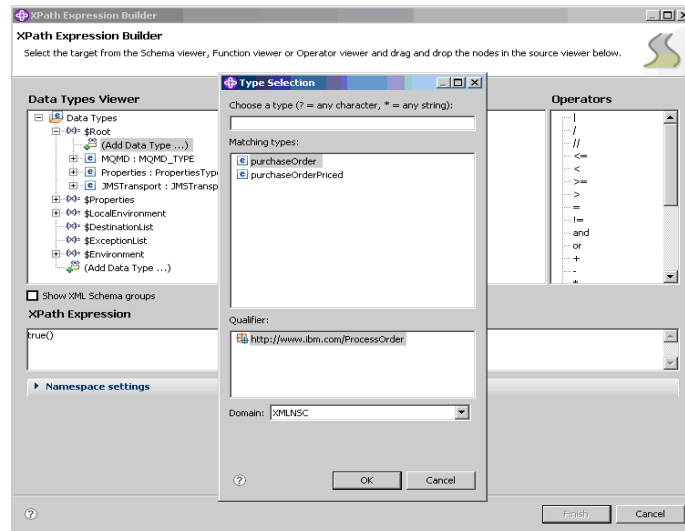 XPath Expression Builder
XPath Expression Builder
Select the target from the Schema viewer, Function viewer or Operator viewer and drag and drop the nodes in the source viewer below.
Data Types Viewer
Data Types
$Root
(Add Data Type ...)
MQMD : MQMD_TYPE
Properties : PropertiesType
JMSTransport : JMSTransp
$Properties
$LocalEnvironment
$DestinationList
$ExceptionList
$Environment
(Add Data Type ...)
Show XML Schema groups
Type Selection
Choose a type (? = any character, * = any string):
Matching types:
purchaseOrder
purchaseOrderPriced
Qualifier:
http://www.ibm.com/ProcessOrder
Domain: XMLNSC
OK Cancel
Operators
|
/
//
<=
<
>=
>
=
!=
and
or
+
-
*
XPath Expression
true()
Namespace settings
Finish Cancel